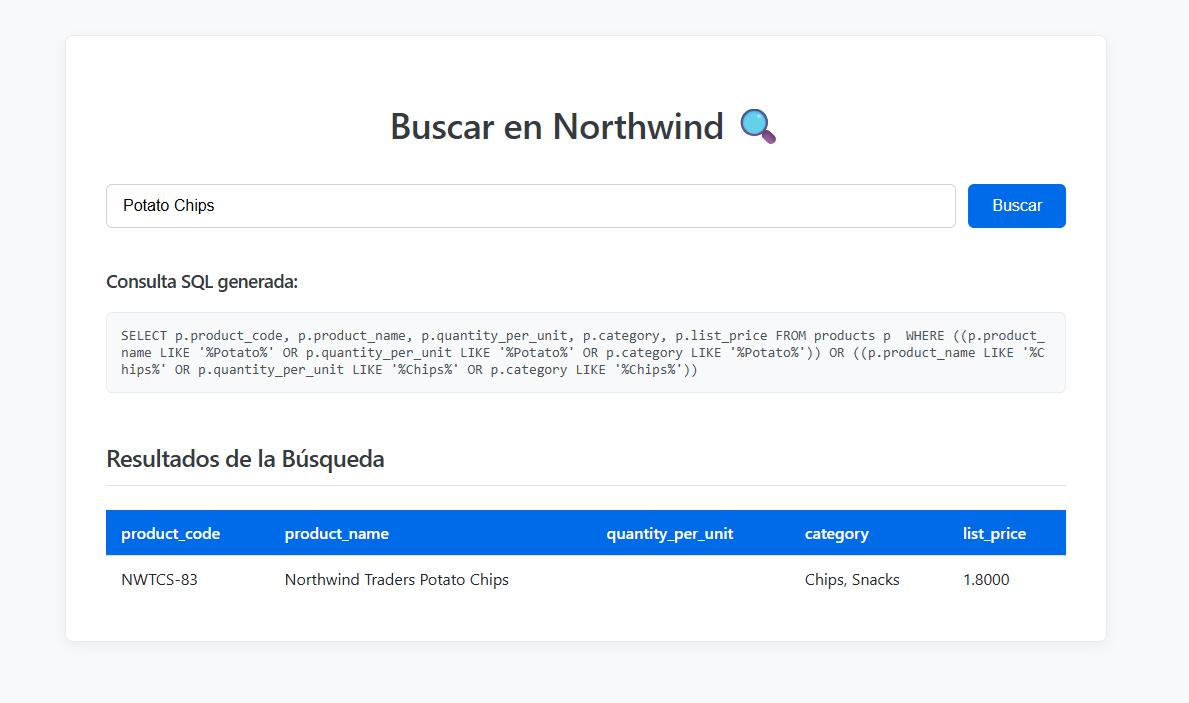 Buscar en Northwind
Potato Chips
Buscar
Consulta SQL generada:
SELECT p.product_code, p.product_name, p.quantity_per_unit, p.category, p.list_price FROM products p  WHERE ((p.product_
name LIKE '%Potato%' OR p.quantity_per_unit LIKE '%Potato%' OR p.category LIKE '%Potato%')) OR ((p.product_name LIKE '%C
hips%' OR p.quantity_per_unit LIKE '%Chips%' OR p.category LIKE '%Chips%'))
Resultados de la Búsqueda
product_code product_name quantity_per_unit category list_price
NWTCS-83 Northwind Traders Potato Chips Chips, Snacks 1.8000